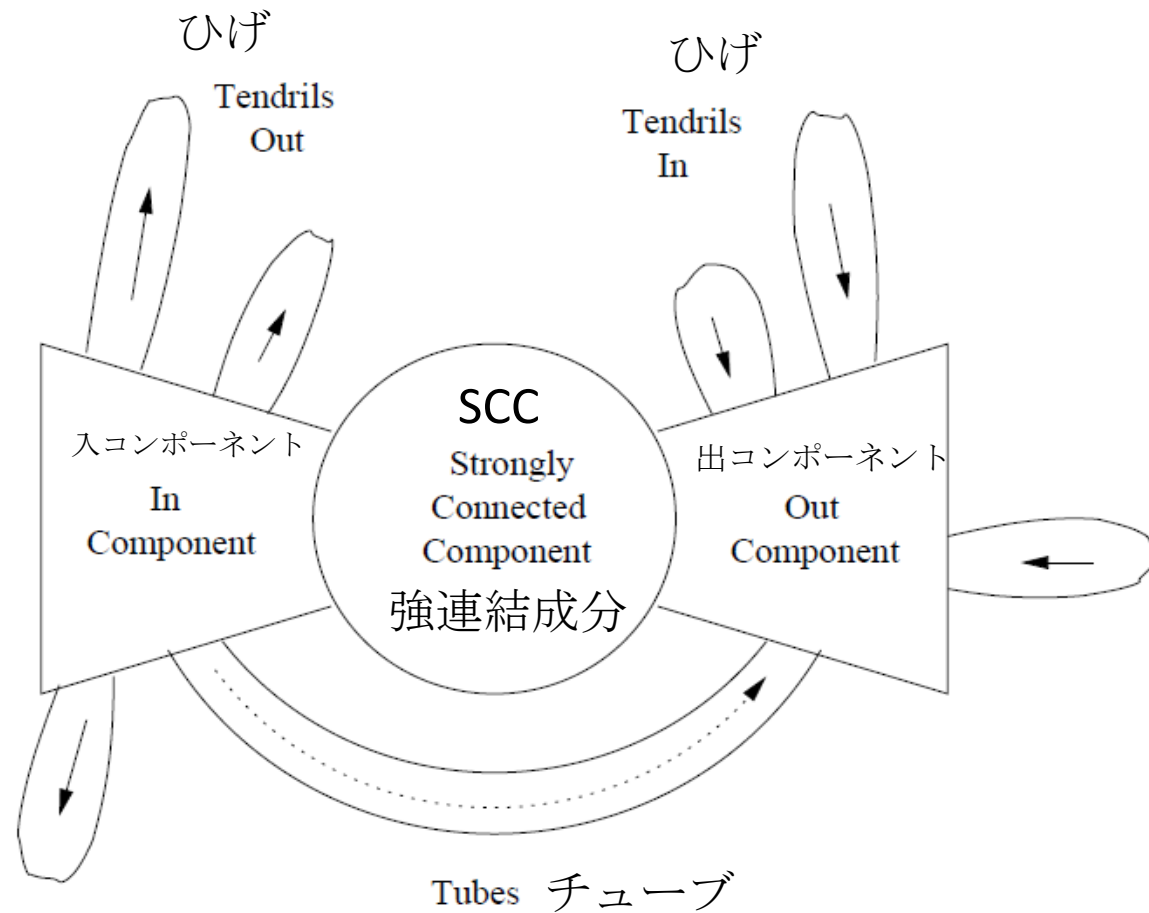 ひげ
Tendrils
Out
ひげ
Tendrils
In
入コンポーネント
In
Component
SCC
Strongly
Connected
Component
強連結成分
出コンポーネント
Out
Component
Tubes チューブ